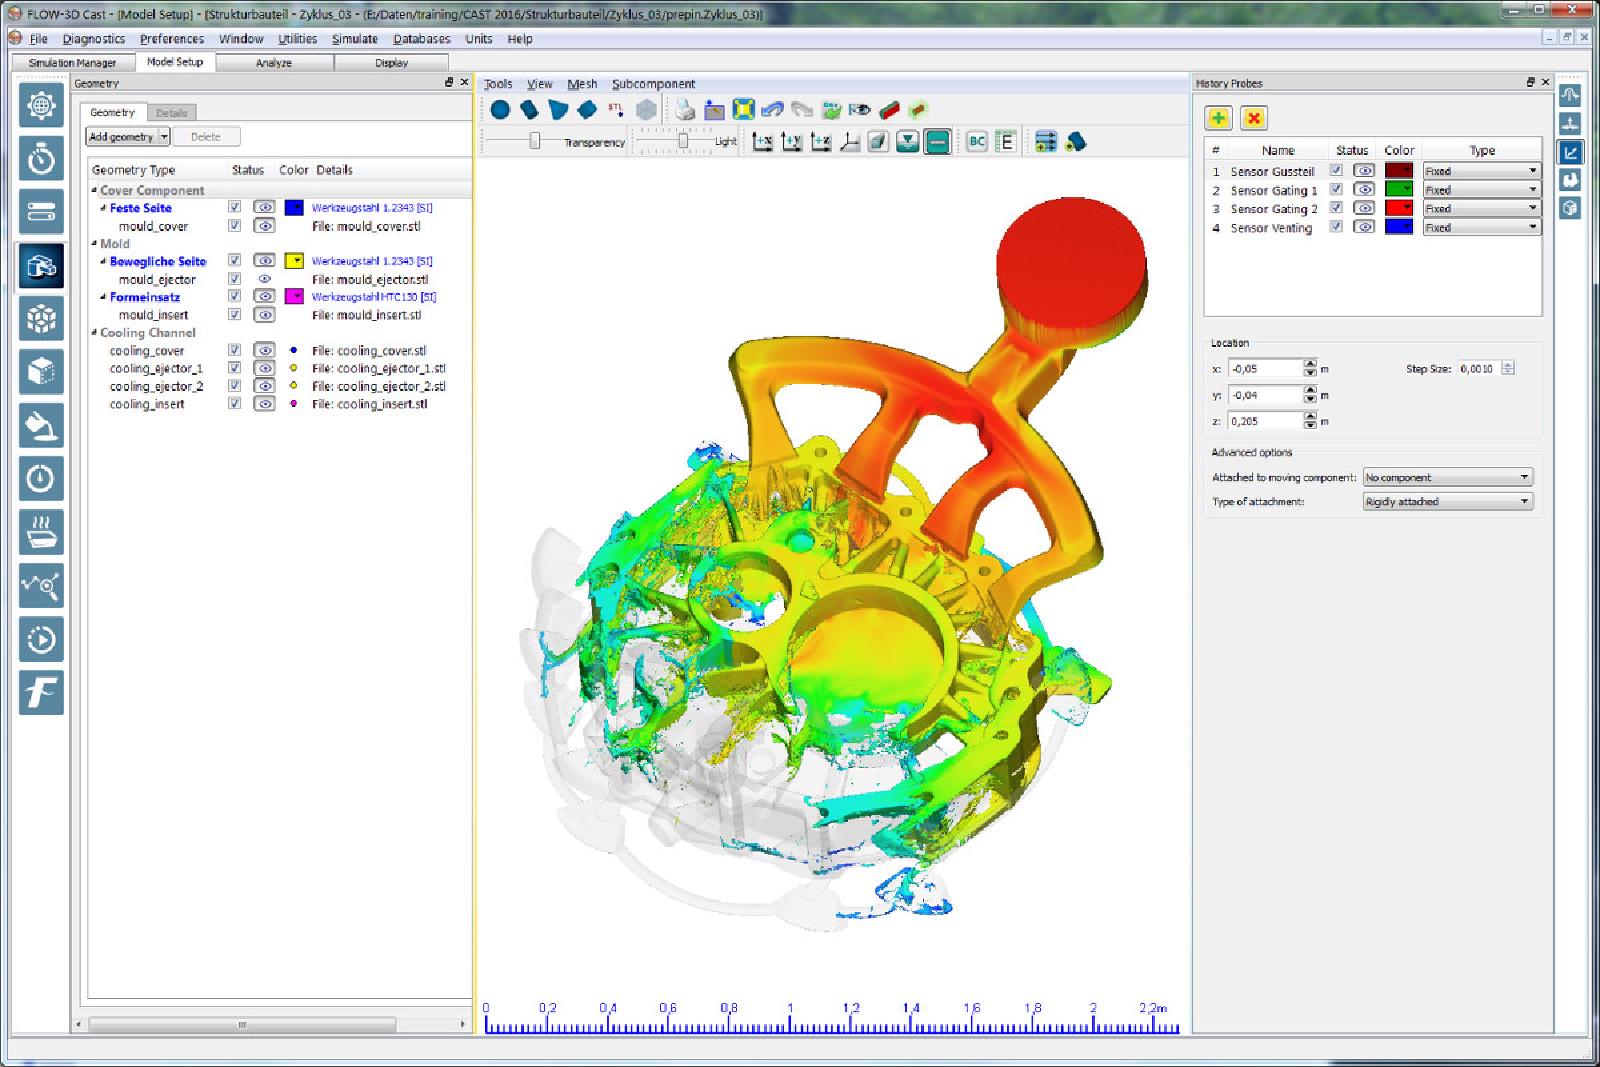 FLOW-3D Cast - [Model Setup] - [Strukturbauteil - Zyklus_03 - (E:/Daten/training/CAST 2016/Strukturbauteil/Zyklus_03/prepin.Zyklus_03)]
File Diagnostics Preferences Window Utilities Simulate Databases Units Help
Simulation Manager Model Setup Analyze Display
Geometry
Geometry Details
Add geometry Delete
Geometry Type Status Color Details
Cover Component
Feste Seite Werkzeugstahl 1.2343 [SI]
mould_cover File: mould_cover.stl
Mold
Bewegliche Seite Werkzeugstahl 1.2343 [SI]
mould_ejector File: mould_ejector.stl
Formeinsatz Werkzeugstahl HTC130 [SI]
mould_insert File: mould_insert.stl
Cooling Channel
cooling_cover File: cooling_cover.stl
cooling_ejector_1 File: cooling_ejector_1.stl
cooling_ejector_2 File: cooling_ejector_2.stl
cooling_insert File: cooling_insert.stl
Tools View Mesh Subcomponent
STL
Transparency Light +x +y +z BC E
0 0,2 0,4 0,6 0,8 1 1,2 1,4 1,6 1,8 2 2,2m
History Probes
# Name Status Color Type
1 Sensor Gussteil Fixed
2 Sensor Gating 1 Fixed
3 Sensor Gating 2 Fixed
4 Sensor Venting Fixed
Location
x: -0,05 m Step Size: 0,0010
y: -0,04 m
z: 0,205 m
Advanced options
Attached to moving component: No component
Type of attachment: Rigidly attached